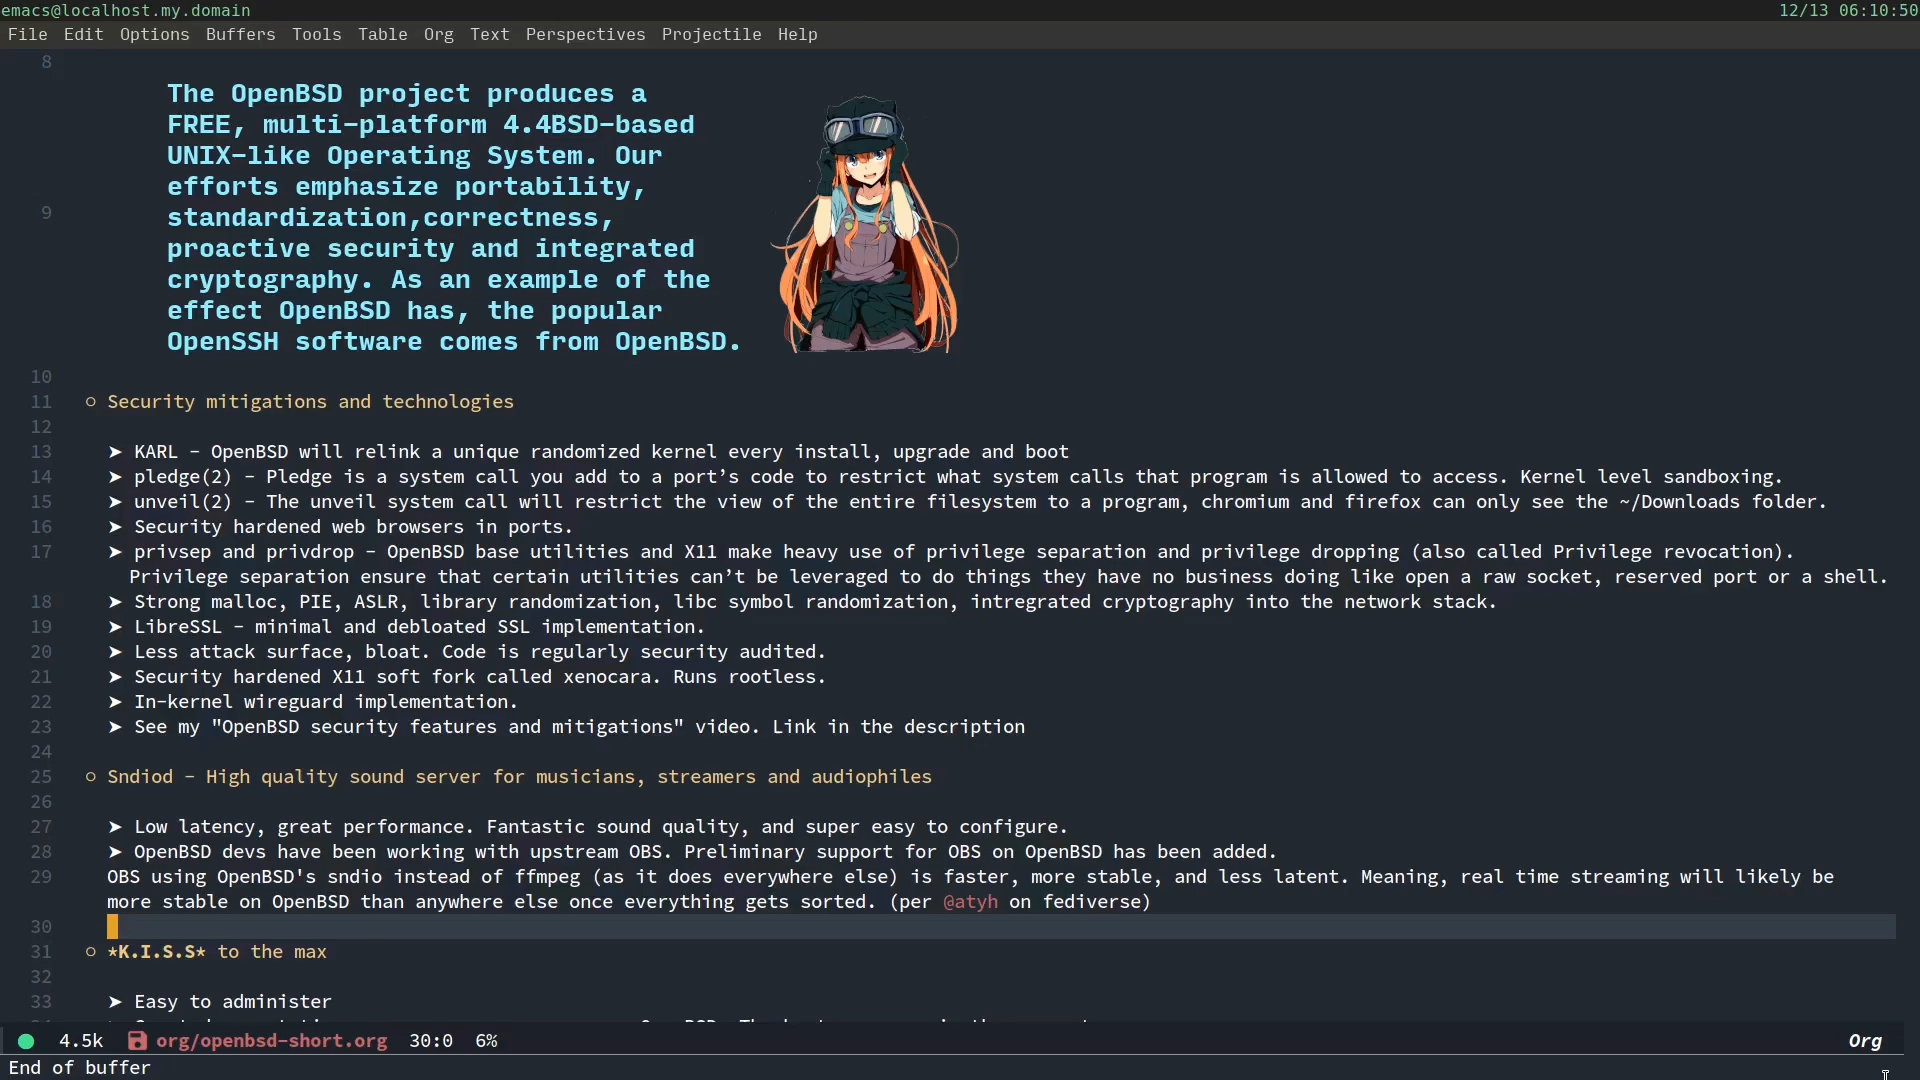 emacs@localhost.my.domain 12/13 06:10:50
File Edit Options Buffers Tools Table Org Text Perspectives Projectile Help
8
The OpenBSD project produces a
FREE, multi-platform 4.4BSD-based
UNIX-like Operating System. Our
efforts emphasize portability,
9 standardization,correctness,
proactive security and integrated
cryptography. As an example of the
effect OpenBSD has, the popular
OpenSSH software comes from OpenBSD.
10
11 ○ Security mitigations and technologies
12
13 ➤ KARL - OpenBSD will relink a unique randomized kernel every install, upgrade and boot
14 ➤ pledge(2) - Pledge is a system call you add to a port’s code to restrict what system calls that program is allowed to access. Kernel level sandboxing.
15 ➤ unveil(2) - The unveil system call will restrict the view of the entire filesystem to a program, chromium and firefox can only see the ~/Downloads folder.
16 ➤ Security hardened web browsers in ports.
17 ➤ privsep and privdrop - OpenBSD base utilities and X11 make heavy use of privilege separation and privilege dropping (also called Privilege revocation).
Privilege separation ensure that certain utilities can’t be leveraged to do things they have no business doing like open a raw socket, reserved port or a shell.
18 ➤ Strong malloc, PIE, ASLR, library randomization, libc symbol randomization, intregrated cryptography into the network stack.
19 ➤ LibreSSL - minimal and debloated SSL implementation.
20 ➤ Less attack surface, bloat. Code is regularly security audited.
21 ➤ Security hardened X11 soft fork called xenocara. Runs rootless.
22 ➤ In-kernel wireguard implementation.
23 ➤ See my "OpenBSD security features and mitigations" video. Link in the description
24
25 ○ Sndiod - High quality sound server for musicians, streamers and audiophiles
26
27 ➤ Low latency, great performance. Fantastic sound quality, and super easy to configure.
28 ➤ OpenBSD devs have been working with upstream OBS. Preliminary support for OBS on OpenBSD has been added.
29 OBS using OpenBSD's sndio instead of ffmpeg (as it does everywhere else) is faster, more stable, and less latent. Meaning, real time streaming will likely be
more stable on OpenBSD than anywhere else once everything gets sorted. (per @atyh on fediverse)
30
31 ○ *K.I.S.S* to the max
32
33 ➤ Easy to administer
4.5k org/openbsd-short.org 30:0 6% Org
End of buffer